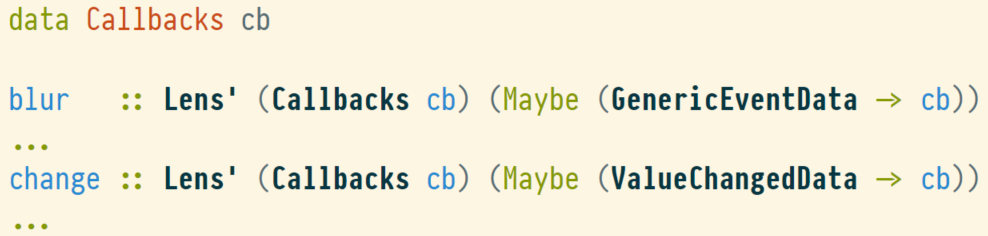 data Callbacks cb
blur :: Lens' (Callbacks cb) (Maybe (GenericEventData → cb))
...
change :: Lens' (Callbacks cb) (Maybe (ValueChangedData → cb))
...